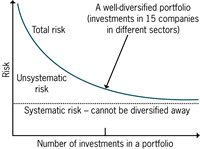 A well-diversified portfolio
(investments in 15 companies
in different sectors)
Total risk
Unsystematic
risk
Risk
Systematic risk – cannot be diversified away
Number of investments in a portfolio